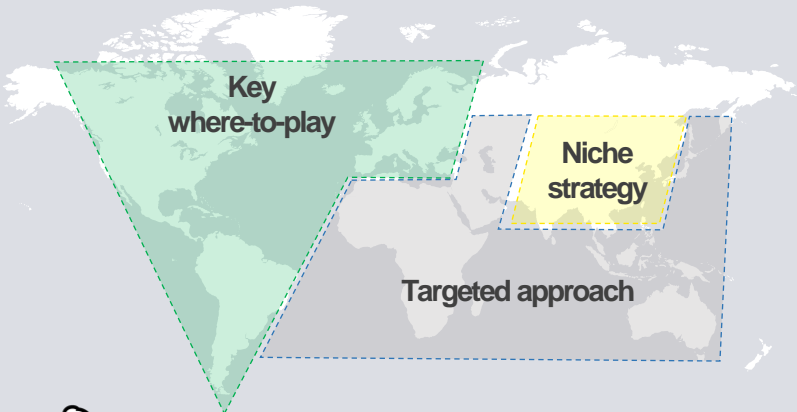 Key
where-to-play
Niche
strategy
Targeted approach